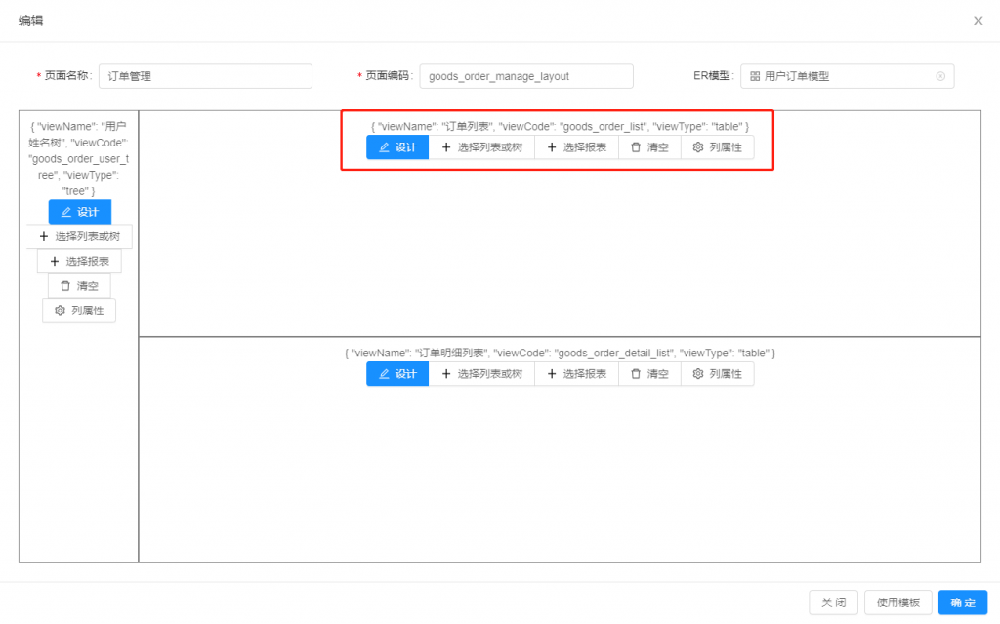 编辑
* 页面名称: 订单管理
* 页面编码: goods_order_manage_layout
ER模型: 用户订单模型
{ "viewName": "用户
姓名树", "viewCode":
"goods_order_user_t
ree", "viewType":
"tree" }
设计
选择列表或树
选择报表
清空
列属性
{ "viewName": "订单列表", "viewCode": "goods_order_list", "viewType": "table" }
设计 选择列表或树 选择报表 清空 列属性
{ "viewName": "订单明细列表", "viewCode": "goods_order_detail_list", "viewType": "table" }
设计 选择列表或树 选择报表 清空 列属性
关 闭 使用模板 确 定